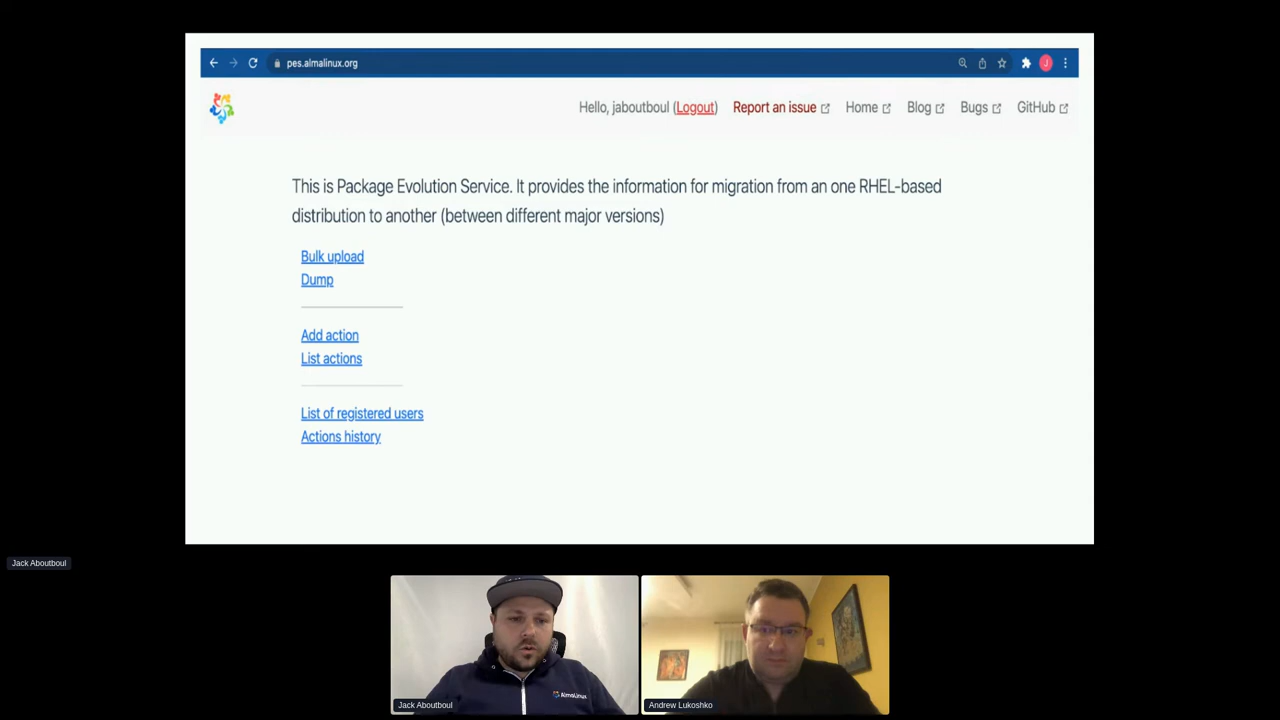 pes.almalinux.org
J
Hello, jaboutboul (Logout) Report an issue Home Blog Bugs GitHub
This is Package Evolution Service. It provides the information for migration from an one RHEL-based
distribution to another (between different major versions)
Bulk upload
Dump
Add action
List actions
List of registered users
Actions history
Jack Aboutboul
AlmaLinux
Jack Aboutboul
Andrew Lukoshko